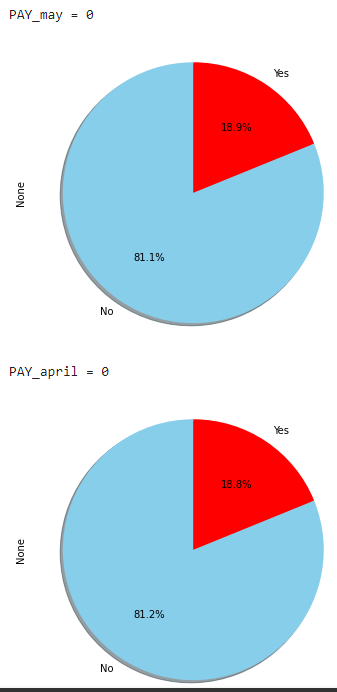 PAY_may = 0
Yes
18.9%
None
81.1%
No
PAY_april = 0
Yes
18.8%
None
81.2%
No